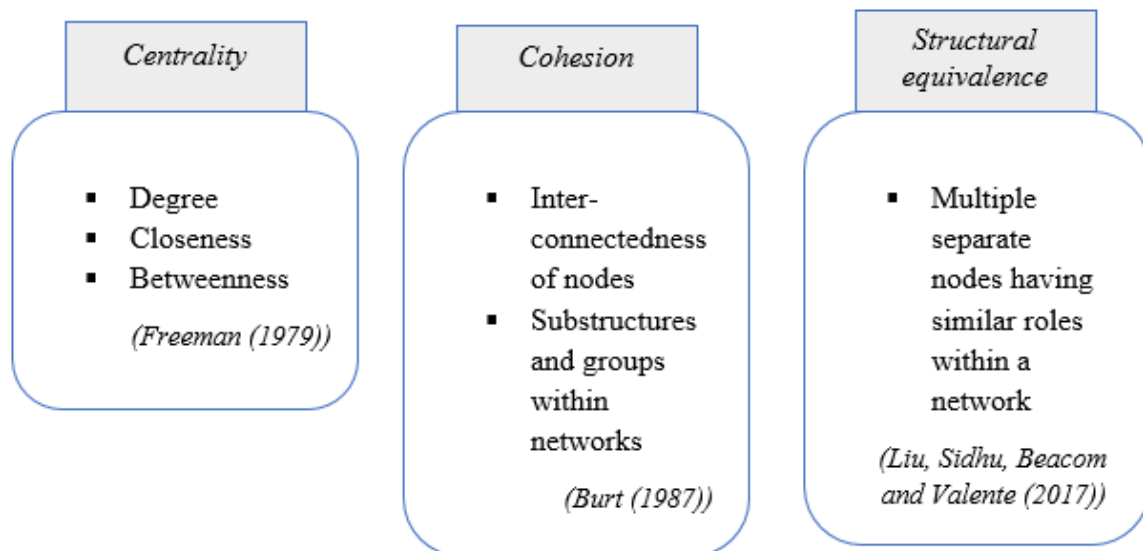 Centrality
▪ Degree
▪ Closeness
▪ Betweenness
(Freeman (1979))
Cohesion
▪ Inter-
connectedness
of nodes
▪ Substructures
and groups
within
networks
(Burt (1987))
Structural
equivalence
▪ Multiple
separate
nodes having
similar roles
within a
network
(Liu, Sidhu, Beacom
and Valente (2017))